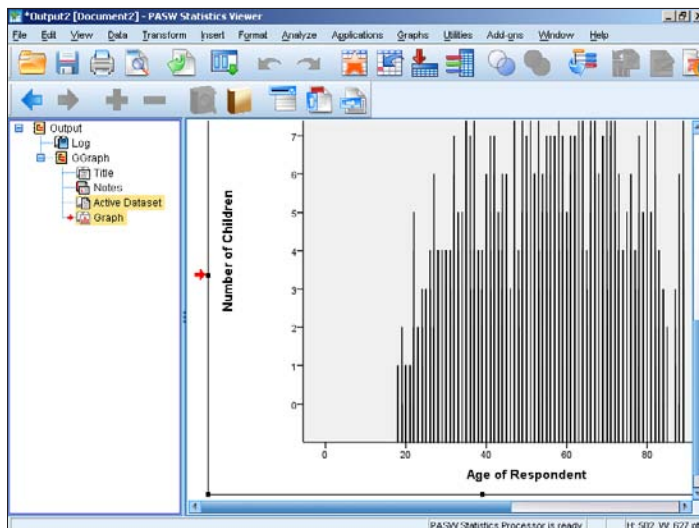 *Output2 [Document2] - PASW Statistics Viewer
File Edit View Data Transform Insert Format Analyze Applications Graphs Utilities Add-ons Window Help
Output
Log
GGraph
Title
Notes
Active Dataset
Graph
Number of Children
7
6
5
4
3
2
1
0
0 20 40 60 80
Age of Respondent
PASW Statistics Processor is ready
H: 502, W: 627